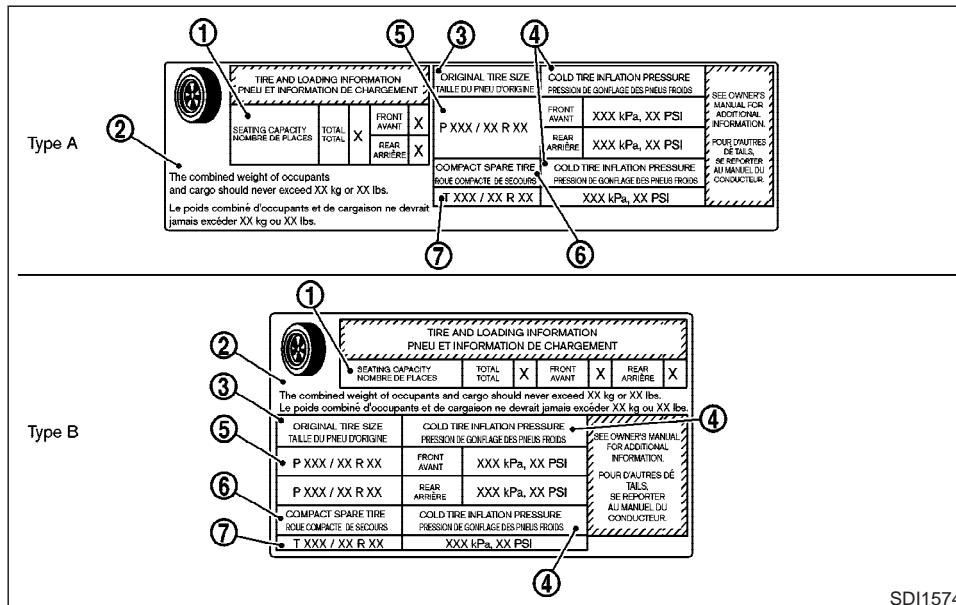 ① ⑤ ③ ④
Type A
②
TIRE AND LOADING INFORMATION
PNEU ET INFORMATION DE CHARGEMENT
SEATING CAPACITY
NOMBRE DE PLACES
TOTAL
TOTAL
X
FRONT
AVANT
X
REAR
ARRIÈRE
X
The combined weight of occupants
and cargo should never exceed XX kg or XX lbs.
Le poids combiné d'occupants et de cargaison ne devrait
jamais excéder XX kg ou XX lbs.
ORIGINAL TIRE SIZE
TAILLE DU PNEU D'ORIGINE
COLD TIRE INFLATION PRESSURE
PRESSION DE GONFLAGE DES PNEUS FROIDS
P XXX / XX R XX
FRONT
AVANT
XXX kPa, XX PSI
REAR
ARRIÈRE
XXX kPa, XX PSI
COMPACT SPARE TIRE
ROUE COMPACTE DE SECOURS
COLD TIRE INFLATION PRESSURE
PRESSION DE GONFLAGE DES PNEUS FROIDS
T XXX / XX R XX
XXX kPa, XX PSI
SEE OWNER'S
MANUAL FOR
ADDITIONAL
INFORMATION.
POUR D'AUTRES
DÉ TAILS,
SE REPORTER
AU MANUEL DU
CONDUCTEUR.
⑦ ⑥
Type B
①
②
③
⑤
⑥
⑦
TIRE AND LOADING INFORMATION
PNEU ET INFORMATION DE CHARGEMENT
SEATING CAPACITY
NOMBRE DE PLACES
TOTAL
TOTAL
X
FRONT
AVANT
X
REAR
ARRIÈRE
X
The combined weight of occupants and cargo should never exceed XX kg or XX lbs.
Le poids combiné d'occupants et de cargaison ne devrait jamais excéder XX kg ou XX lbs.
ORIGINAL TIRE SIZE
TAILLE DU PNEU D'ORIGINE
COLD TIRE INFLATION PRESSURE
PRESSION DE GONFLAGE DES PNEUS FROIDS
④
P XXX / XX R XX
FRONT
AVANT
XXX kPa, XX PSI
P XXX / XX R XX
REAR
ARRIÈRE
XXX kPa, XX PSI
COMPACT SPARE TIRE
ROUE COMPACTE DE SECOURS
COLD TIRE INFLATION PRESSURE
PRESSION DE GONFLAGE DES PNEUS FROIDS
T XXX / XX R XX
XXX kPa, XX PSI
SEE OWNER'S MANUAL
FOR ADDITIONAL
INFORMATION.
POUR D'AUTRES DÉ
TAILS,
SE REPORTER
AU MANUEL DU
CONDUCTEUR.
④
SDI1574